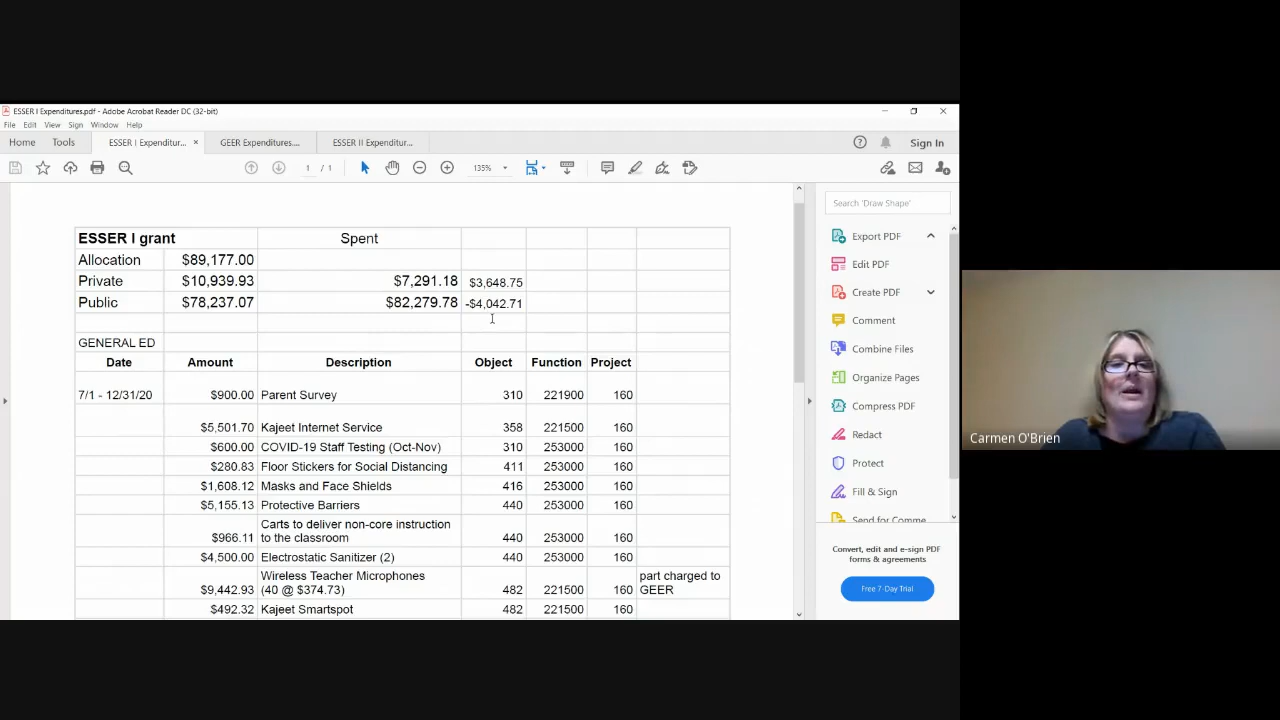 ESSER I Expenditures.pdf - Adobe Acrobat Reader DC (32-bit)
File Edit View Sign Window Help
Home Tools ESSER I Expenditur... × GEER Expenditures.... ESSER II Expenditur... Sign In
1 / 1 135%
Search 'Draw Shape'
ESSER I grant Spent
Allocation $89,177.00
Private $10,939.93 $7,291.18 $3,648.75
Public $78,237.07 $82,279.78 -$4,042.71
GENERAL ED
Date Amount Description Object Function Project
7/1 - 12/31/20 $900.00 Parent Survey 310 221900 160
$5,501.70 Kajeet Internet Service 358 221500 160
$600.00 COVID-19 Staff Testing (Oct-Nov) 310 253000 160
$280.83 Floor Stickers for Social Distancing 411 253000 160
$1,608.12 Masks and Face Shields 416 253000 160
$5,155.13 Protective Barriers 440 253000 160
Carts to deliver non-core instruction
$966.11 to the classroom 440 253000 160
$4,500.00 Electrostatic Sanitizer (2) 440 253000 160
Wireless Teacher Microphones part charged to
$9,442.93 (40 @ $374.73) 482 221500 160 GEER
$492.32 Kajeet Smartspot 482 221500 160
Export PDF
Edit PDF
Create PDF
Comment
Combine Files
Organize Pages
Compress PDF
Redact
Protect
Fill & Sign
Send for Comme
Convert, edit and e-sign PDF
forms & agreements
Free 7-Day Trial
Carmen O'Brien